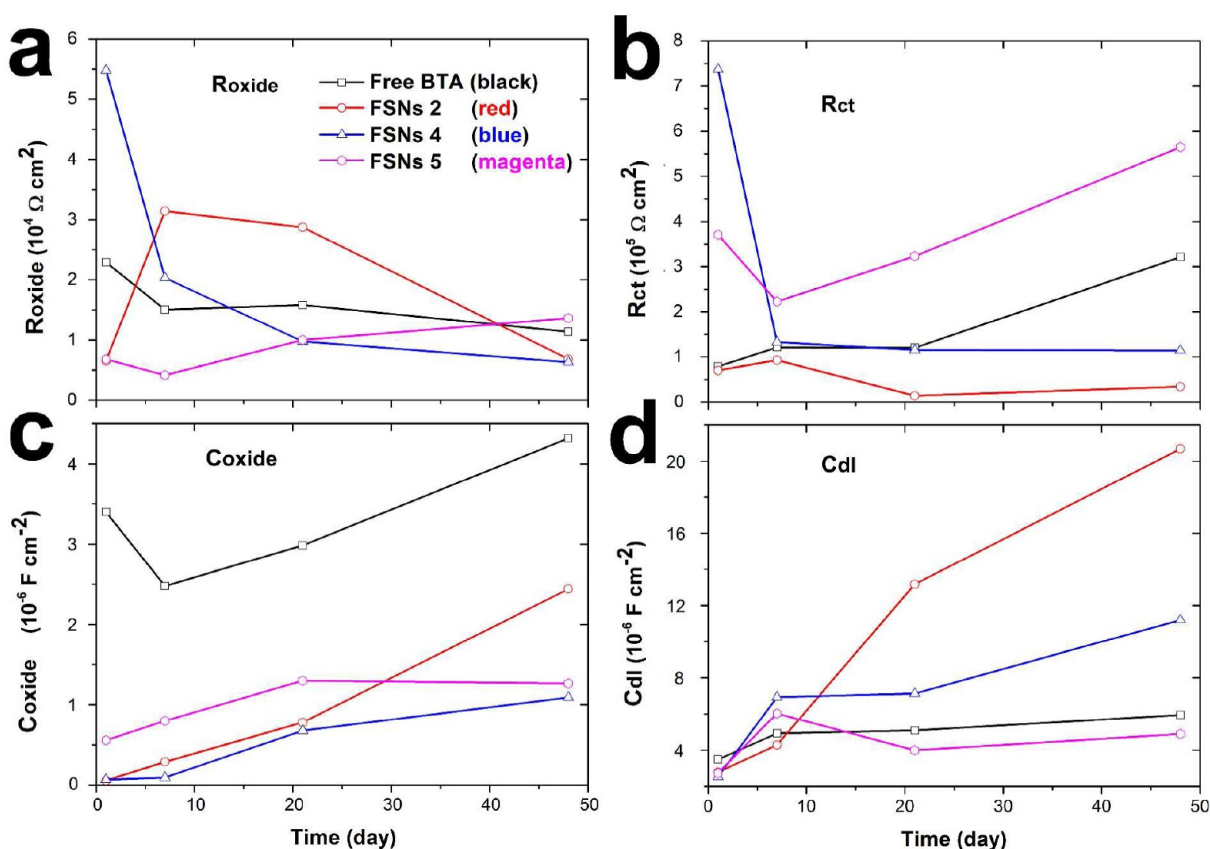 a
Roxide
Free BTA (black)
FSNs 2 (red)
FSNs 4 (blue)
FSNs 5 (magenta)
Roxide (10⁴ Ω cm²)
6
5
4
3
2
1
0
b
Rct
Rct (10⁵ Ω cm²)
8
7
6
5
4
3
2
1
0
c
Coxide
Coxide (10⁻⁶ F cm⁻²)
4
3
2
1
0
0 10 20 30 40 50
Time (day)
d
Cdl
Cdl (10⁻⁶ F cm⁻²)
20
16
12
8
4
0 10 20 30 40 50
Time (day)